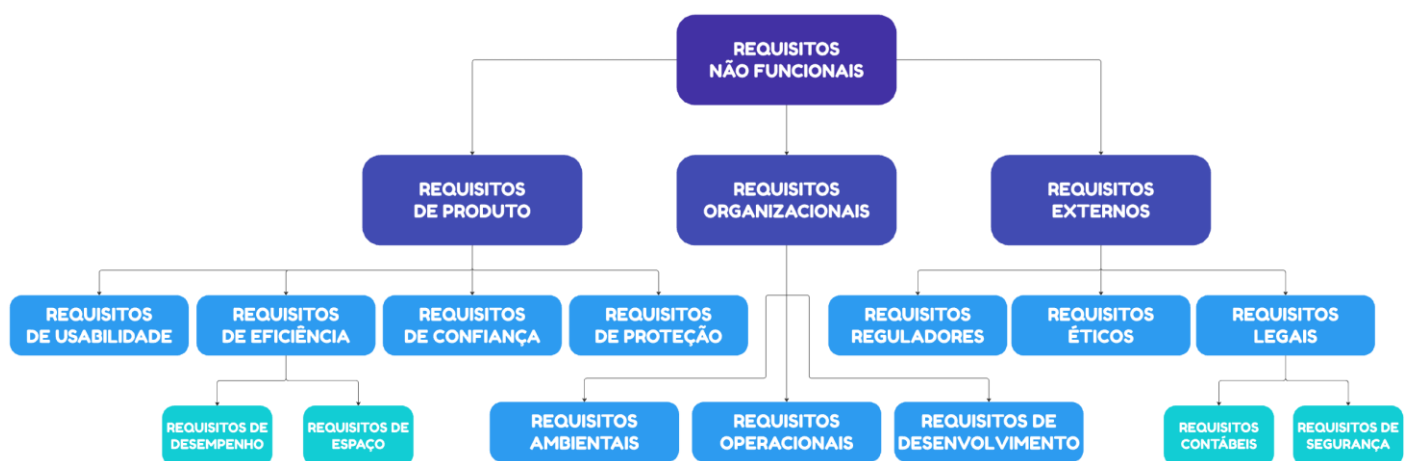 REQUISITOS
NÃO FUNCIONAIS
REQUISITOS
DE PRODUTO
REQUISITOS
ORGANIZACIONAIS
REQUISITOS
EXTERNOS
REQUISITOS
DE USABILIDADE
REQUISITOS
DE EFICIÊNCIA
REQUISITOS
DE CONFIANÇA
REQUISITOS
DE PROTEÇÃO
REQUISITOS
REGULADORES
REQUISITOS
ÉTICOS
REQUISITOS
LEGAIS
REQUISITOS DE
DESEMPENHO
REQUISITOS DE
ESPAÇO
REQUISITOS
AMBIENTAIS
REQUISITOS
OPERACIONAIS
REQUISITOS DE
DESENVOLVIMENTO
REQUISITOS
CONTÁBEIS
REQUISITOS DE
SEGURANÇA